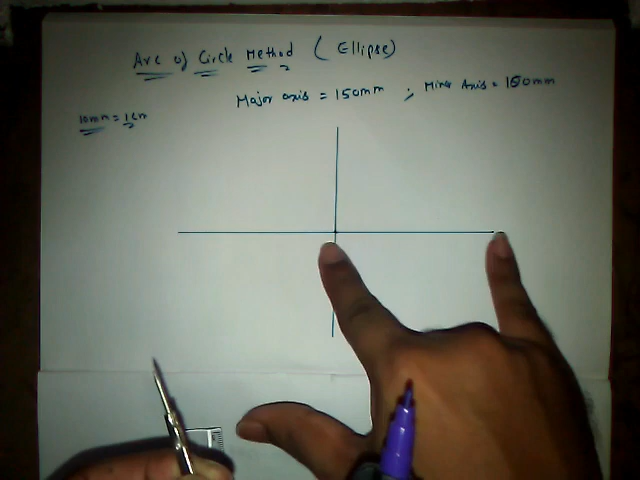 Arc of Circle Method ( Ellipse)
Major axis = 150mm ; Minor Axis = 100mm
10mm = 1cm